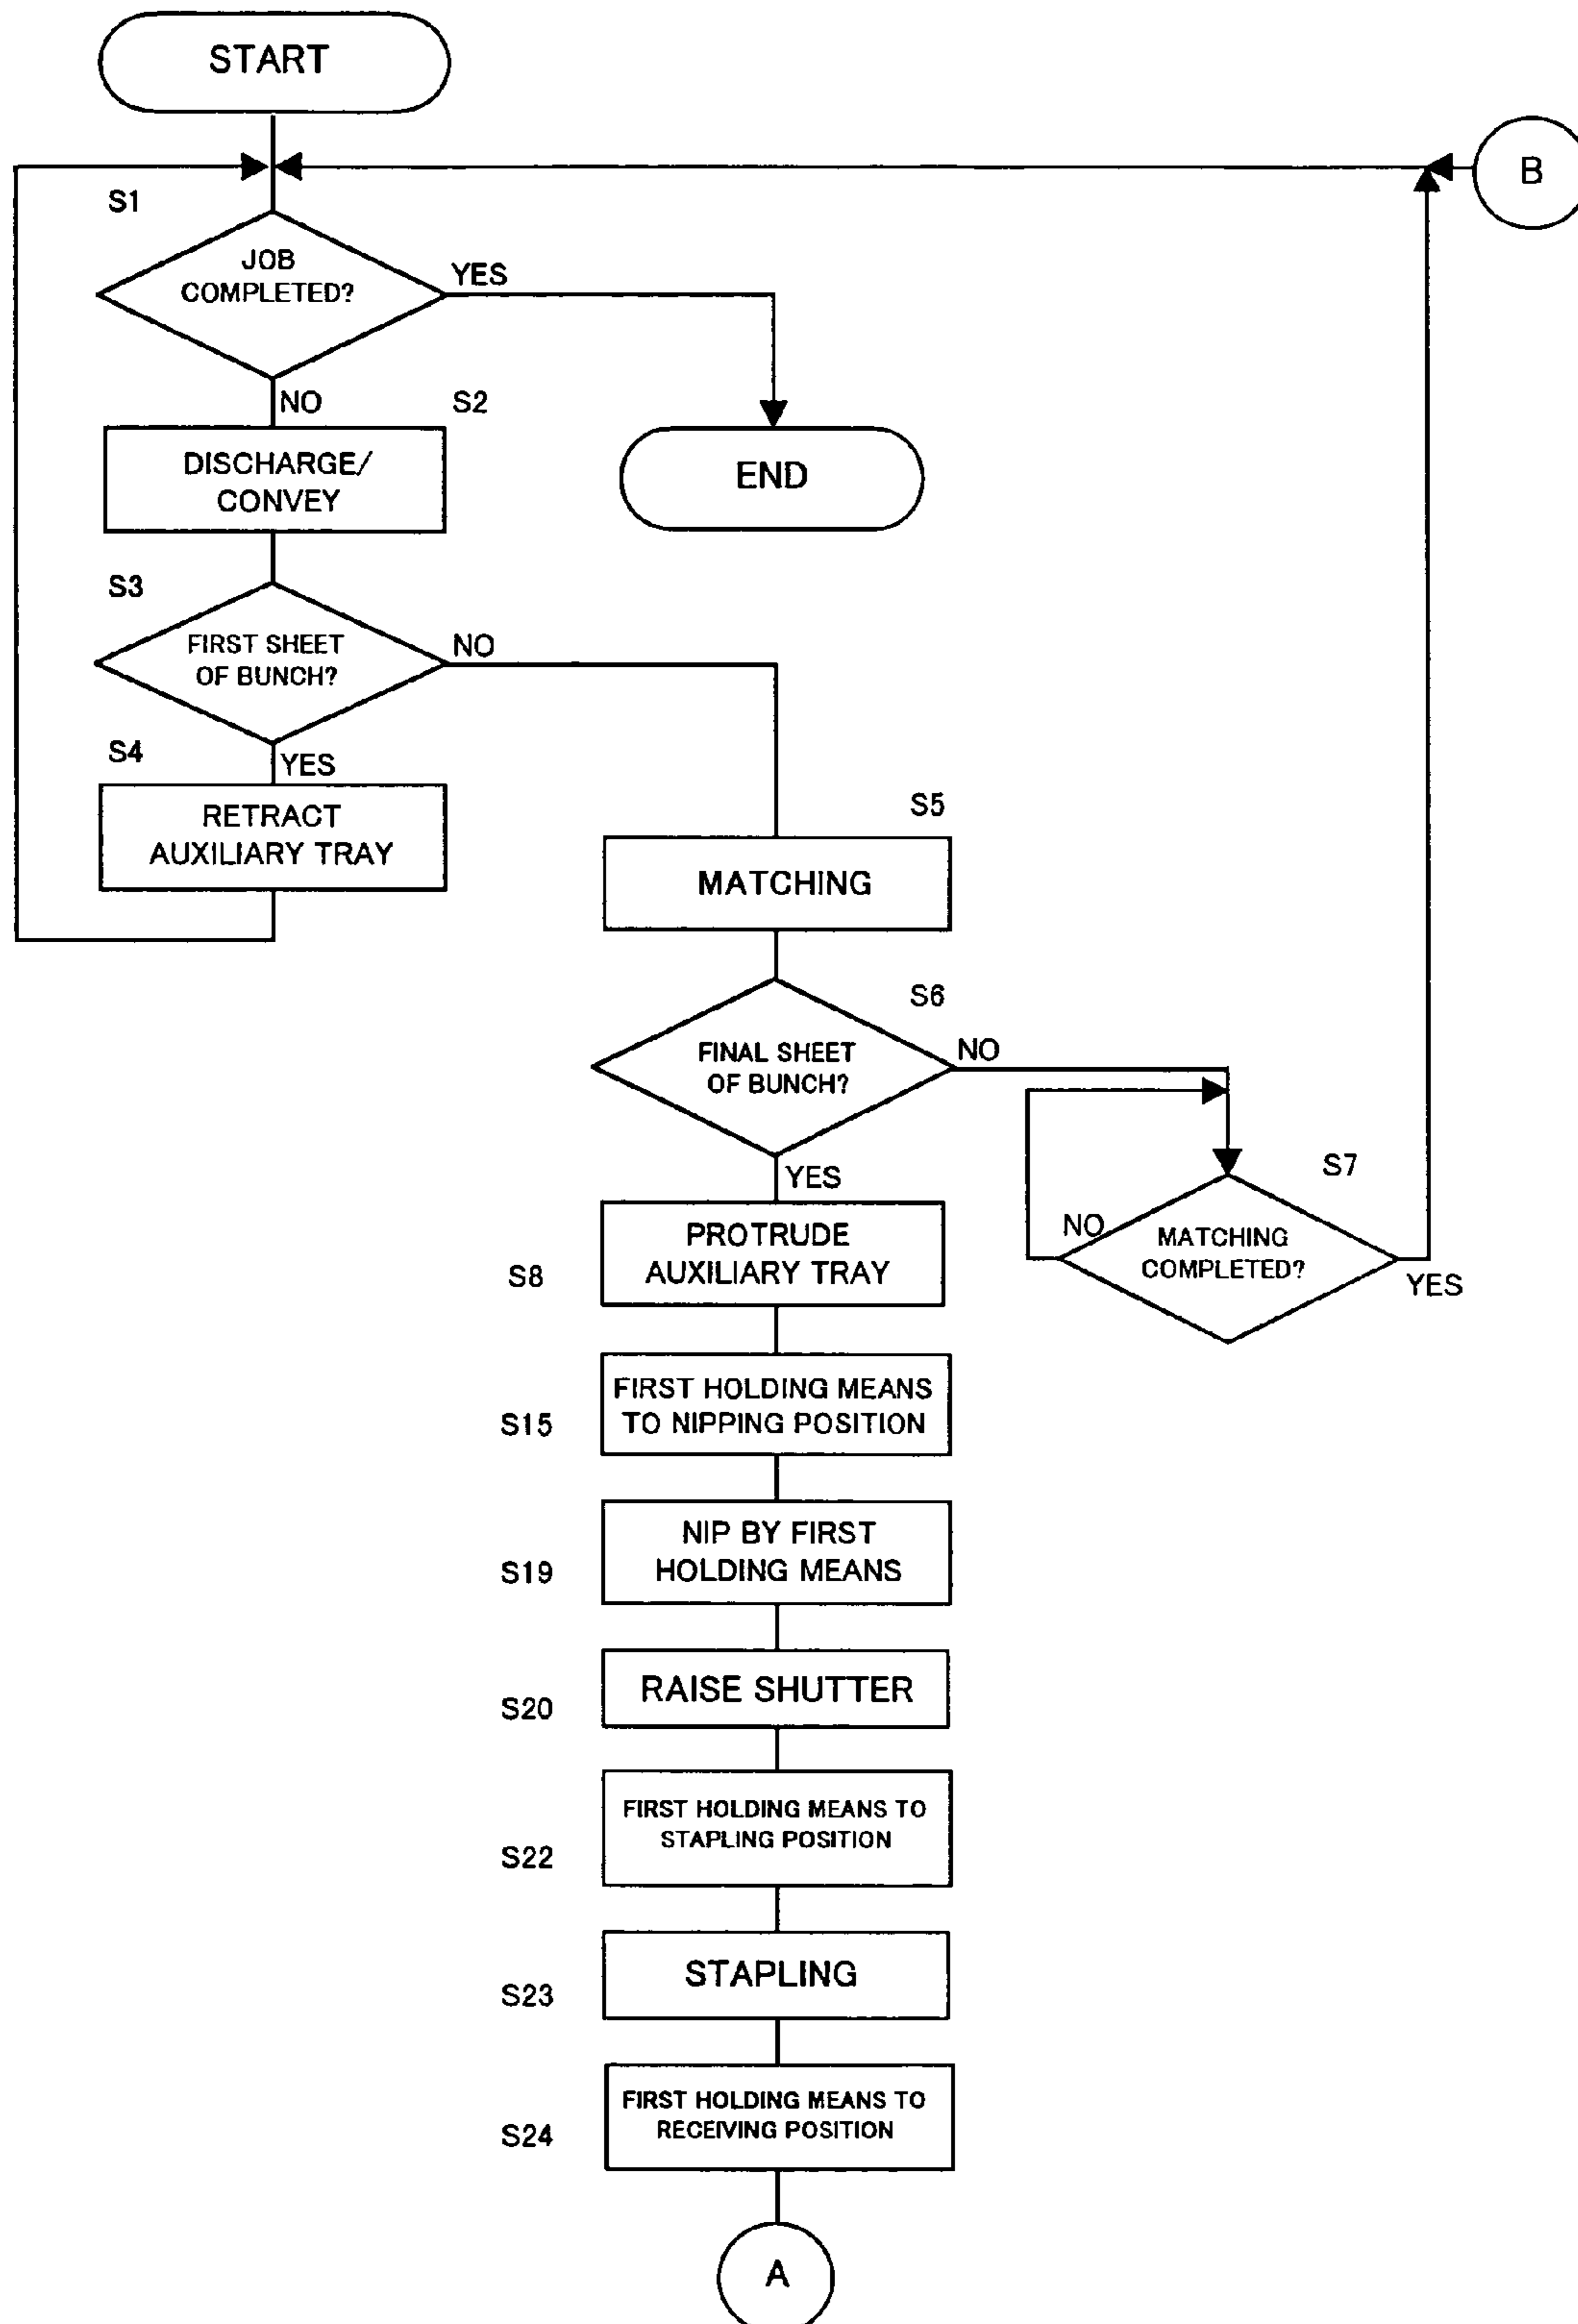 START
B
S1
JOB
COMPLETED?
YES
NO
S2
DISCHARGE/
CONVEY
END
S3
FIRST SHEET
OF BUNCH?
NO
S4
YES
RETRACT
AUXILIARY TRAY
S5
MATCHING
S6
FINAL SHEET
OF BUNCH?
NO
YES
S7
NO
MATCHING
COMPLETED?
YES
PROTRUDE
AUXILIARY TRAY
S8
FIRST HOLDING MEANS
TO NIPPING POSITION
S15
NIP BY FIRST
HOLDING MEANS
S19
RAISE SHUTTER
S20
FIRST HOLDING MEANS TO
STAPLING POSITION
S22
STAPLING
S23
FIRST HOLDING MEANS TO
RECEIVING POSITION
S24
A